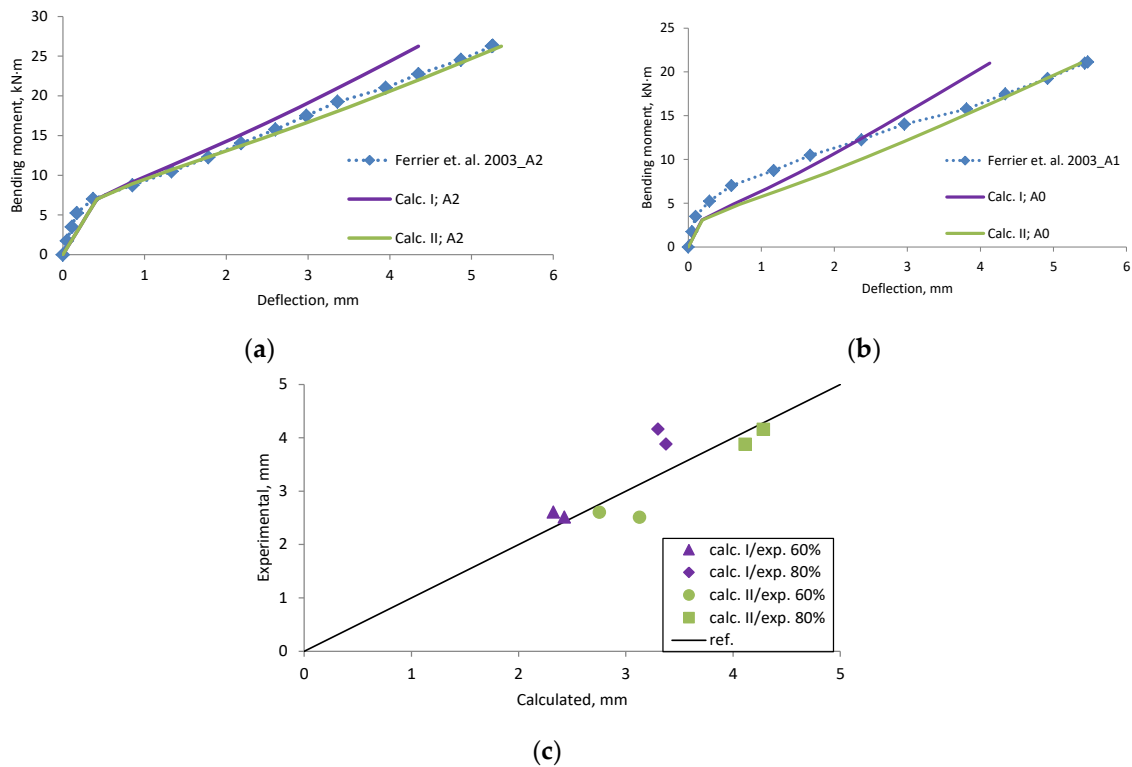 30
25
20
15
10
5
0
0 1 2 3 4 5 6
Bending moment, kN·m
Deflection, mm
Ferrier et. al. 2003_A2
Calc. I; A2
Calc. II; A2
(a)
25
20
15
10
5
0
0 1 2 3 4 5 6
Bending moment, kN·m
Deflection, mm
Ferrier et. al. 2003_A1
Calc. I; A0
Calc. II; A0
(b)
5
4
3
2
1
0
0 1 2 3 4 5
Experimental, mm
Calculated, mm
calc. I/exp. 60%
calc. I/exp. 80%
calc. II/exp. 60%
calc. II/exp. 80%
ref.
(c)